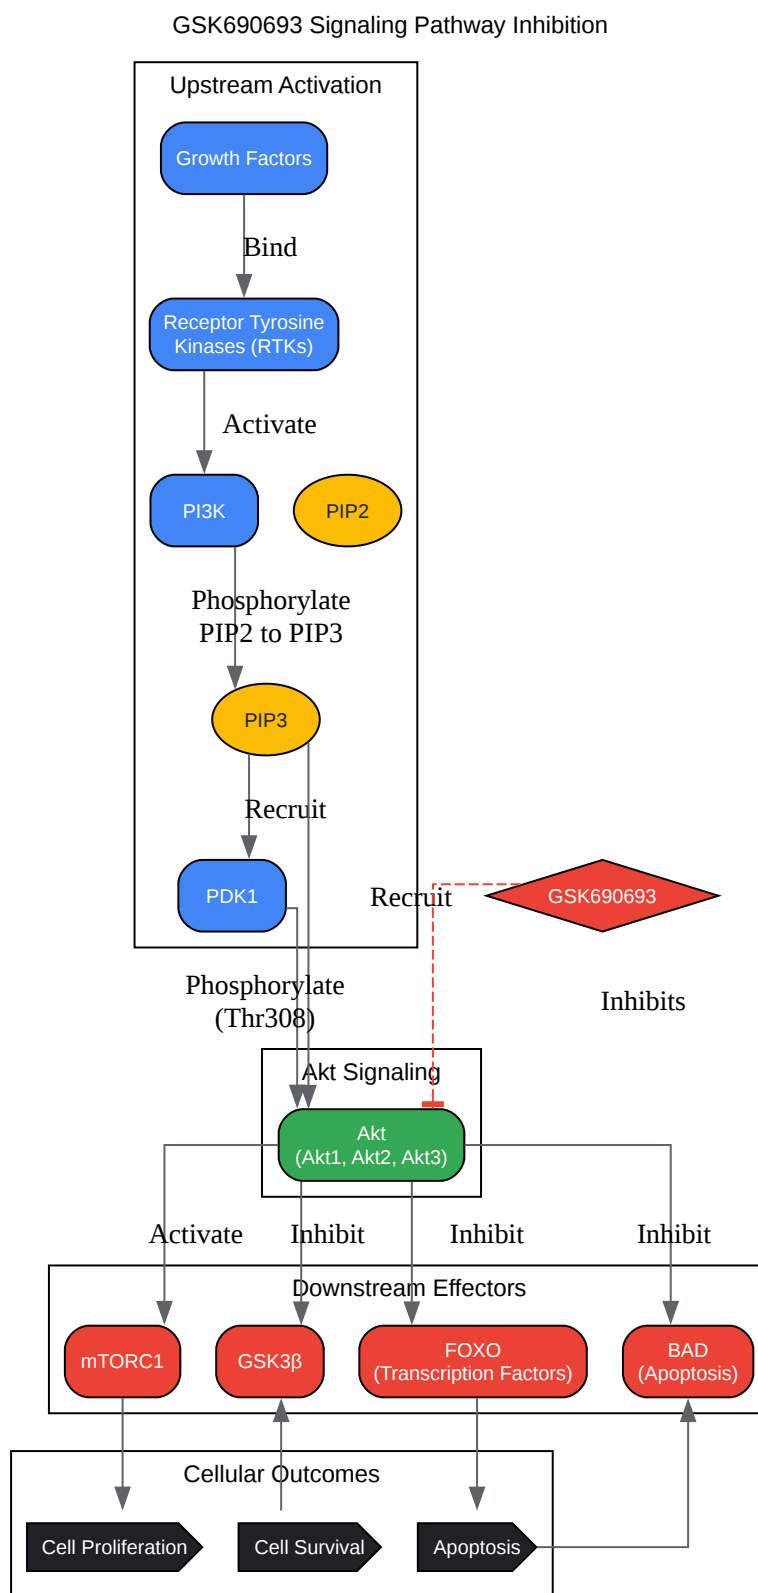 GSK690693 Signaling Pathway Inhibition
Upstream Activation
Growth Factors
Bind
Receptor Tyrosine
Kinases (RTKs)
Activate
PI3K
PIP2
Phosphorylate
PIP2 to PIP3
PIP3
Recruit
PDK1
Recruit
GSK690693
Phosphorylate
(Thr308)
Inhibits
Akt Signaling
Akt
(Akt1, Akt2, Akt3)
Activate
Inhibit
Inhibit
Inhibit
Downstream Effectors
mTORC1
GSK3β
FOXO
(Transcription Factors)
BAD
(Apoptosis)
Cellular Outcomes
Cell Proliferation
Cell Survival
Apoptosis